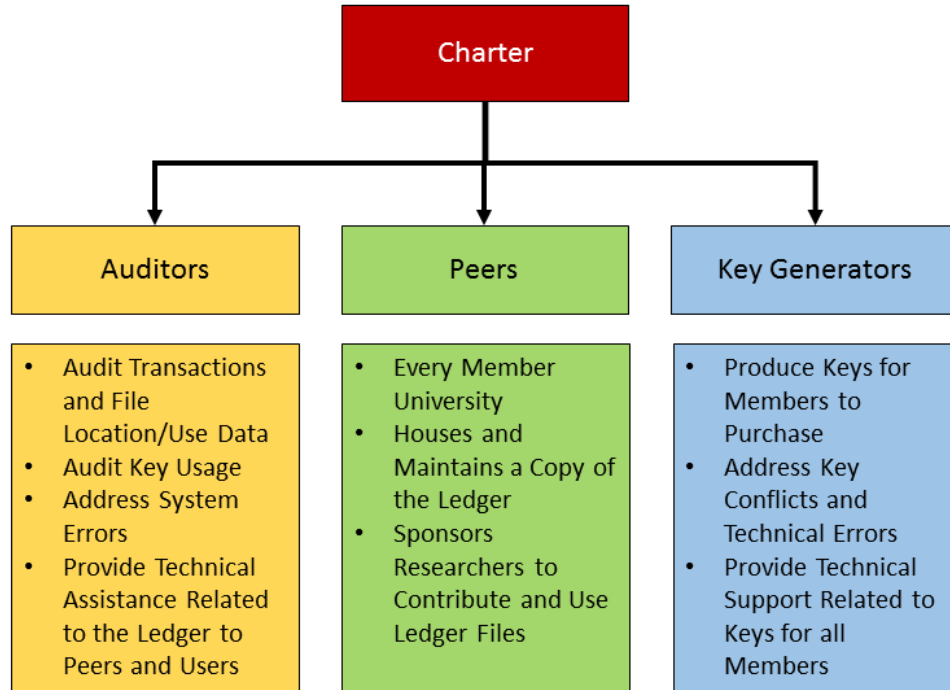 Charter
Auditors
Peers
Key Generators
• Audit Transactions
and File
Location/Use Data
• Audit Key Usage
• Address System
Errors
• Provide Technical
Assistance Related
to the Ledger to
Peers and Users
• Every Member
University
• Houses and
Maintains a Copy of
the Ledger
• Sponsors
Researchers to
Contribute and Use
Ledger Files
• Produce Keys for
Members to
Purchase
• Address Key
Conflicts and
Technical Errors
• Provide Technical
Support Related to
Keys for all
Members